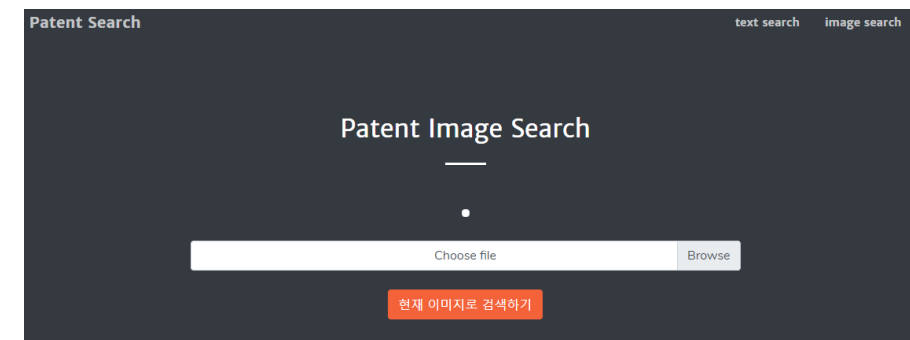 Patent Search
text search
image search
Patent Image Search
Choose file
Browse
현재 이미지로 검색하기